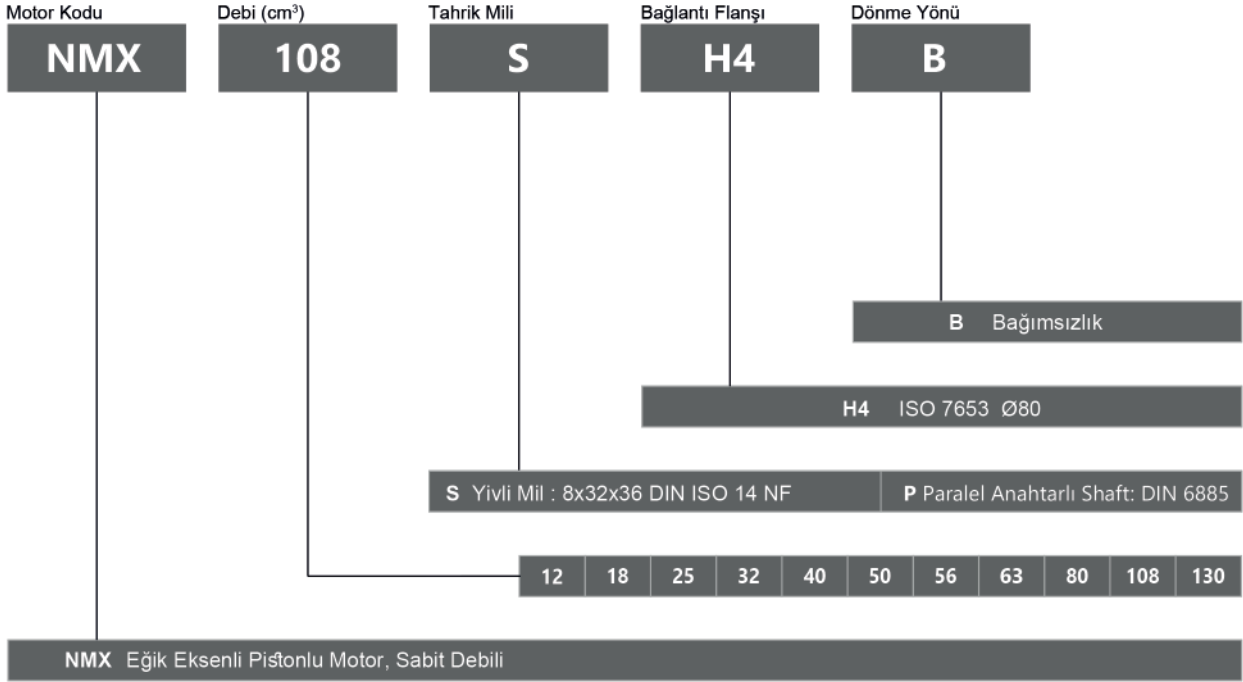 Motor Kodu Debi (cm³) Tahrik Mili Bağlantı Flanşı Dönme Yönü
NMX 108 S H4 B
B Bağımsızlık
H4 ISO 7653 Ø80
S Yivli Mil : 8x32x36 DIN ISO 14 NF P Paralel Anahtarlı Shaft: DIN 6885
12 18 25 32 40 50 56 63 80 108 130
NMX Eğik Eksenli Pistonlu Motor, Sabit Debili